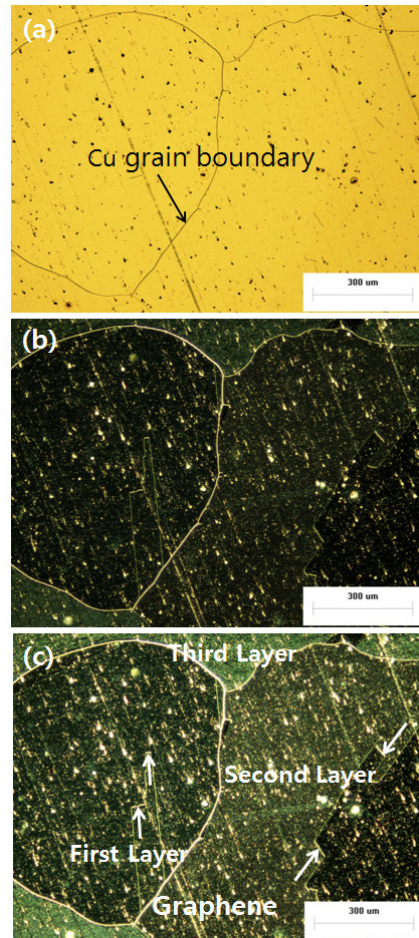 (a)
Cu grain boundary
300 um
(b)
300 um
(c)
Third Layer
Second Layer
First Layer
Graphene
300 um